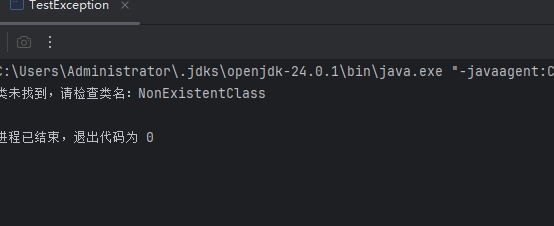 TestException
C:\Users\Administrator\.jdks\openjdk-24.0.1\bin\java.exe "-javaagent:C
类未找到，请检查类名：NonExistentClass
进程已结束，退出代码为 0